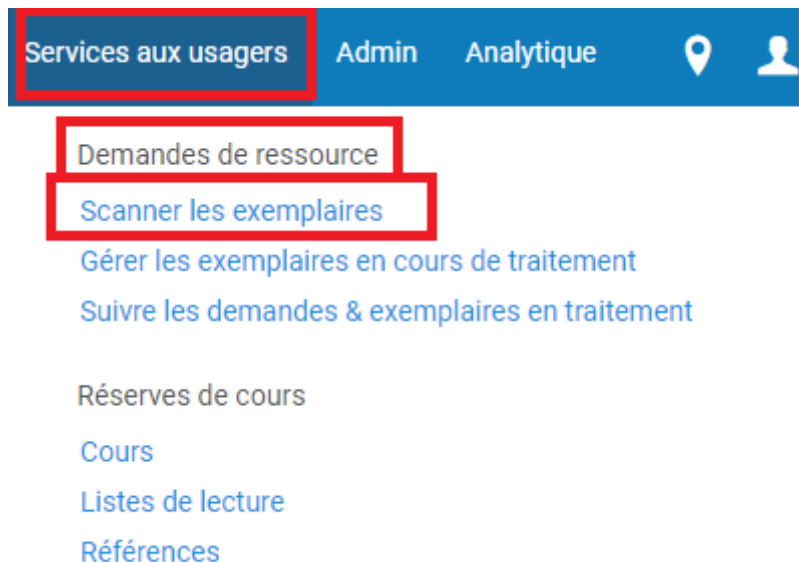 Services aux usagers Admin Analytique
Demandes de ressource
Scanner les exemplaires
Gérer les exemplaires en cours de traitement
Suivre les demandes & exemplaires en traitement
Réserves de cours
Cours
Listes de lecture
Références